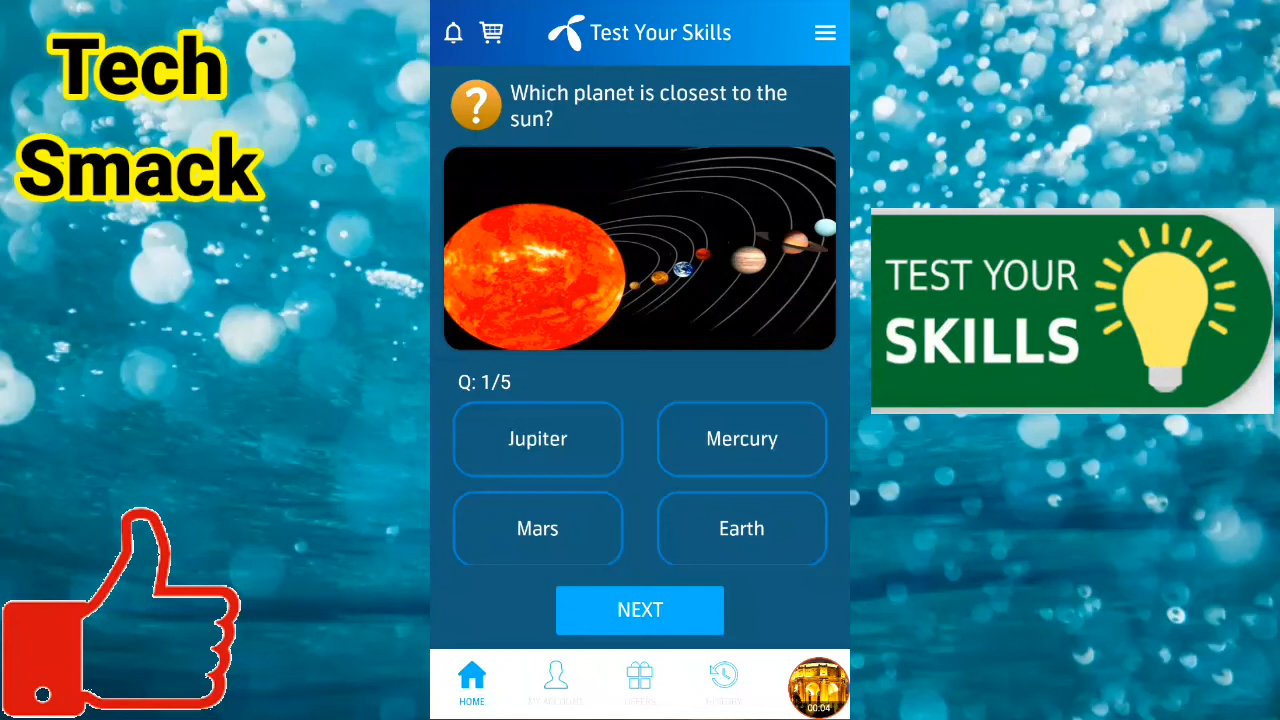 Tech
Smack
Test Your Skills
Which planet is closest to the
sun?
TEST YOUR
SKILLS
Q: 1/5
Jupiter
Mercury
Mars
Earth
NEXT
HOME
OFFERS
00:04